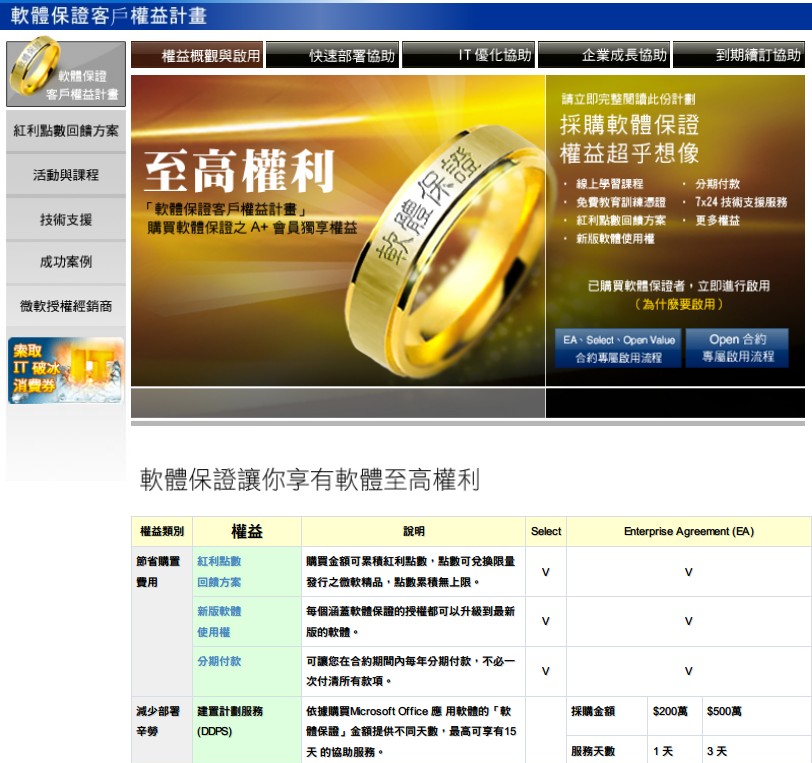 軟體保證客戶權益計畫
軟體保證
軟體保證
客戶權益計畫
權益概觀與啟用
快速部署協助
IT 優化協助
企業成長協助
到期續訂協助
紅利點數回饋方案
活動與課程
技術支援
成功案例
微軟授權經銷商
索取
IT 破冰
消費券
IT
至高權利
「軟體保證客戶權益計畫」
購買軟體保證之 A+ 會員獨享權益
軟體保證
請立即完整閱讀此份計劃
採購軟體保證
權益超乎想像
· 線上學習課程
· 免費教育訓練憑證
· 紅利點數回饋方案
· 新版軟體使用權
· 分期付款
· 7x24 技術支援服務
· 更多權益
已購買軟體保證者，立即進行啟用
（為什麼要啟用）
EA、Select、Open Value
合約專屬啟用流程
Open 合約
專屬啟用流程
軟體保證讓你享有軟體至高權利
權益類別 權益 說明 Select Enterprise Agreement (EA)
節省購置
費用
紅利點數
回饋方案
購買金額可累積紅利點數，點數可兌換限量
發行之微軟精品，點數累積無上限。
V V
新版軟體
使用權
每個涵蓋軟體保證的授權都可以升級到最新
版的軟體。
V V
分期付款
可讓您在合約期間內每年分期付款，不必一
次付清所有款項。
V V
減少部署
辛勞
建置計劃服務
(DDPS)
依據購買Microsoft Office 應 用軟體的「軟
體保證」金額提供不同天數，最高可享有15
天 的協助服務。
採購金額 $200萬 $500萬
服務天數 1 天 3 天